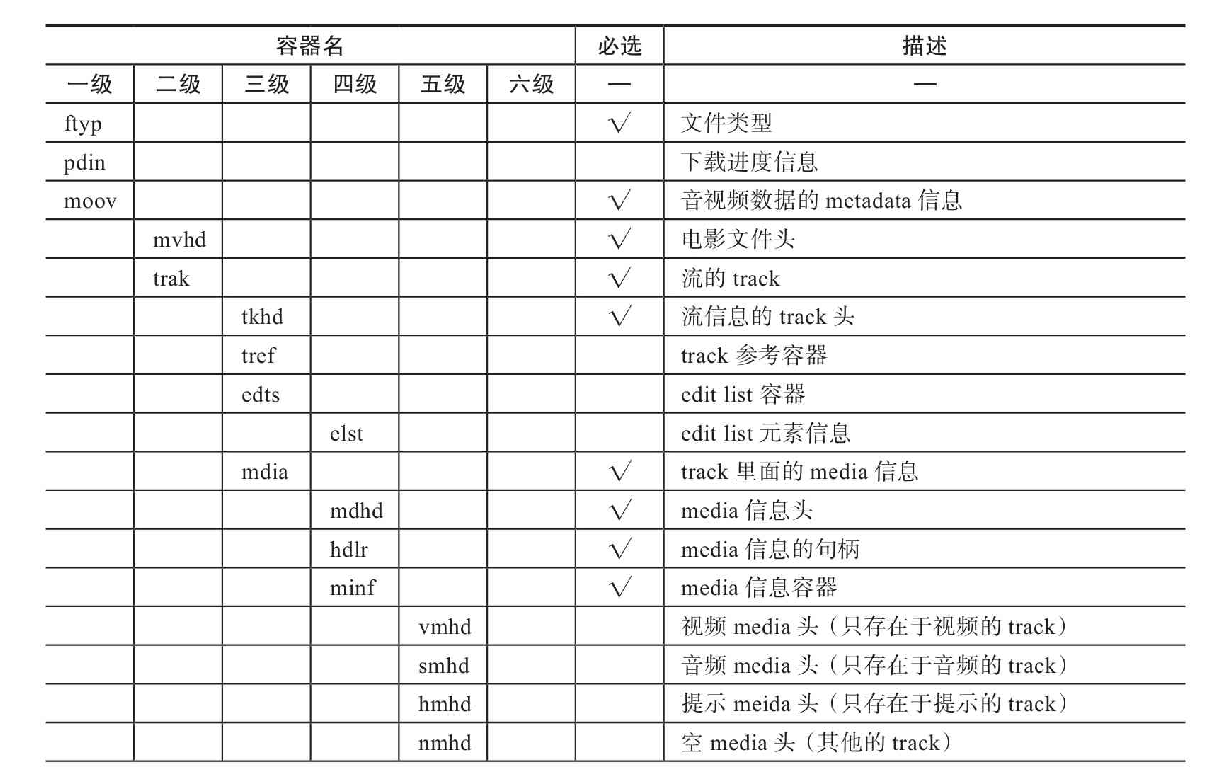 容器名 必选 描述
一级 二级 三级 四级 五级 六级 — —
ftyp √ 文件类型
pdin 下载进度信息
moov √ 音视频数据的 metadata 信息
mvhd √ 电影文件头
trak √ 流的 track
tkhd √ 流信息的 track 头
tref track 参考容器
edts edit list 容器
elst edit list 元素信息
mdia √ track 里面的 media 信息
mdhd √ media 信息头
hdlr √ media 信息的句柄
minf √ media 信息容器
vmhd 视频 media 头（只存在于视频的 track）
smhd 音频 media 头（只存在于音频的 track）
hmhd 提示 meida 头（只存在于提示的 track）
nmhd 空 media 头（其他的 track）